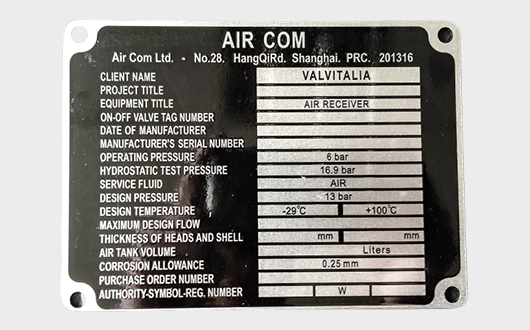 AIR COM
Air Com Ltd. - No.28. HangQiRd. Shanghai. PRC. 201316
CLIENT NAME VALVITALIA
PROJECT TITLE
EQUIPMENT TITLE AIR RECEIVER
ON-OFF VALVE TAG NUMBER
DATE OF MANUFACTURER
MANUFACTURER'S SERIAL NUMBER
OPERATING PRESSURE 6 bar
HYDROSTATIC TEST PRESSURE 16.9 bar
SERVICE FLUID AIR
DESIGN PRESSURE 13 bar
DESIGN TEMPERATURE -29℃ +100℃
MAXIMUM DESIGN FLOW
THICKNESS OF HEADS AND SHELL mm mm
AIR TANK VOLUME Liters
CORROSION ALLOWANCE 0.25 mm
PURCHASE ORDER NUMBER
AUTHORITY-SYMBOL-REG. NUMBER W